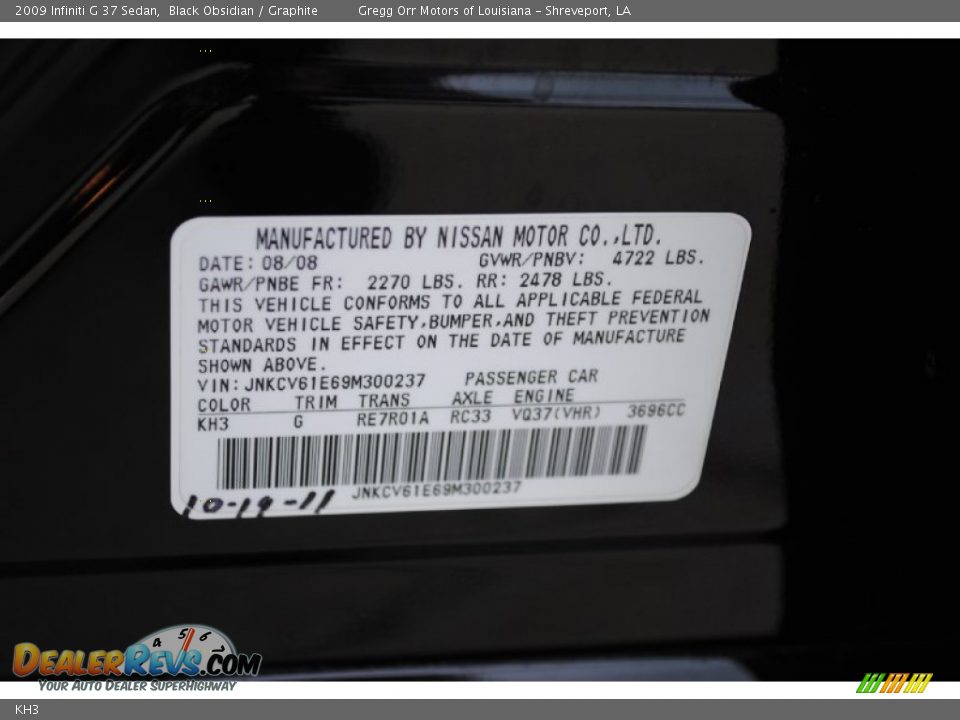 2009 Infiniti G 37 Sedan, Black Obsidian / Graphite Gregg Orr Motors of Louisiana - Shreveport, LA
MANUFACTURED BY NISSAN MOTOR CO.,LTD.
DATE: 08/08 GVWR/PNBV: 4722 LBS.
GAWR/PNBE FR: 2270 LBS. RR: 2478 LBS.
THIS VEHICLE CONFORMS TO ALL APPLICABLE FEDERAL
MOTOR VEHICLE SAFETY,BUMPER,AND THEFT PREVENTION
STANDARDS IN EFFECT ON THE DATE OF MANUFACTURE
SHOWN ABOVE.
VIN:JNKCV61E69M300237 PASSENGER CAR
COLOR TRIM TRANS AXLE ENGINE
KH3 G RE7R01A RC33 VQ37(VHR) 3696CC
JNKCV61E69M300237
10-19-11
4 5 6
DEALERREVS.COM
YOUR AUTO DEALER SUPERHIGHWAY
KH3